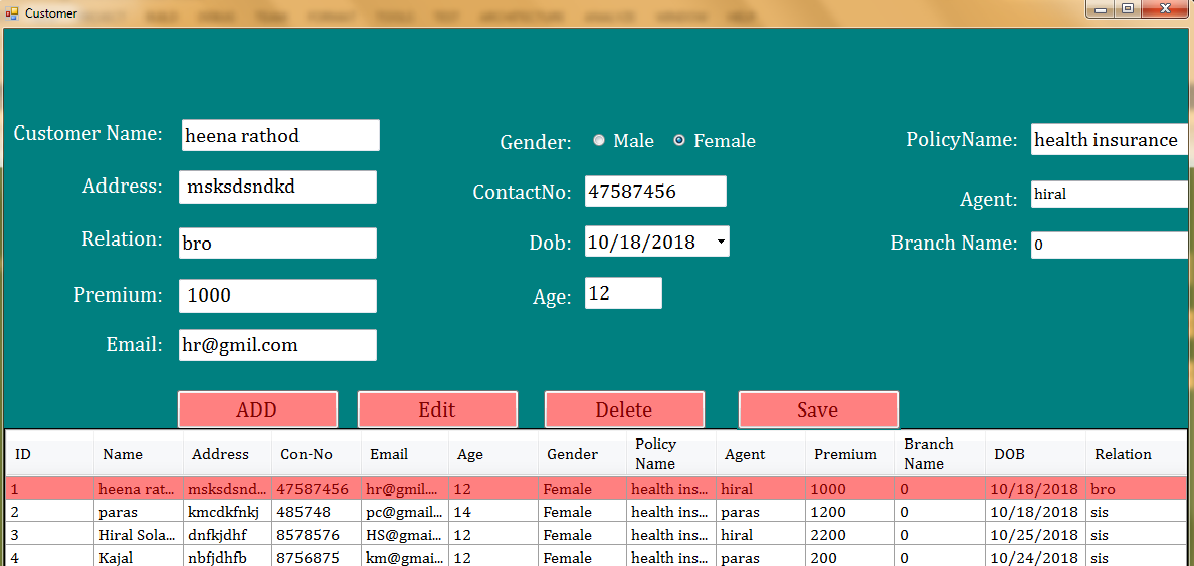 Customer
Customer Name: heena rathod
Gender: Male Female
PolicyName: health insurance
Address: msksdsndkd
ContactNo: 47587456
Agent: hiral
Relation: bro
Dob: 10/18/2018
Branch Name: 0
Premium: 1000
Age: 12
Email: hr@gmil.com
ADD Edit Delete Save
ID Name Address Con-No Email Age Gender Policy Name Agent Premium Branch Name DOB Relation
1 heena rat... msksdsnd... 47587456 hr@gmil.... 12 Female health ins... hiral 1000 0 10/18/2018 bro
2 paras kmcdkfnkj 485748 pc@gmail... 14 Female health ins... paras 1200 0 10/18/2018 sis
3 Hiral Sola... dnfkjdhf 8578576 HS@gmai... 12 Female health ins... hiral 2200 0 10/25/2018 sis
4 Kajal nbfjdhfb 8756875 km@gmai... 12 Female health ins... paras 200 0 10/24/2018 sis